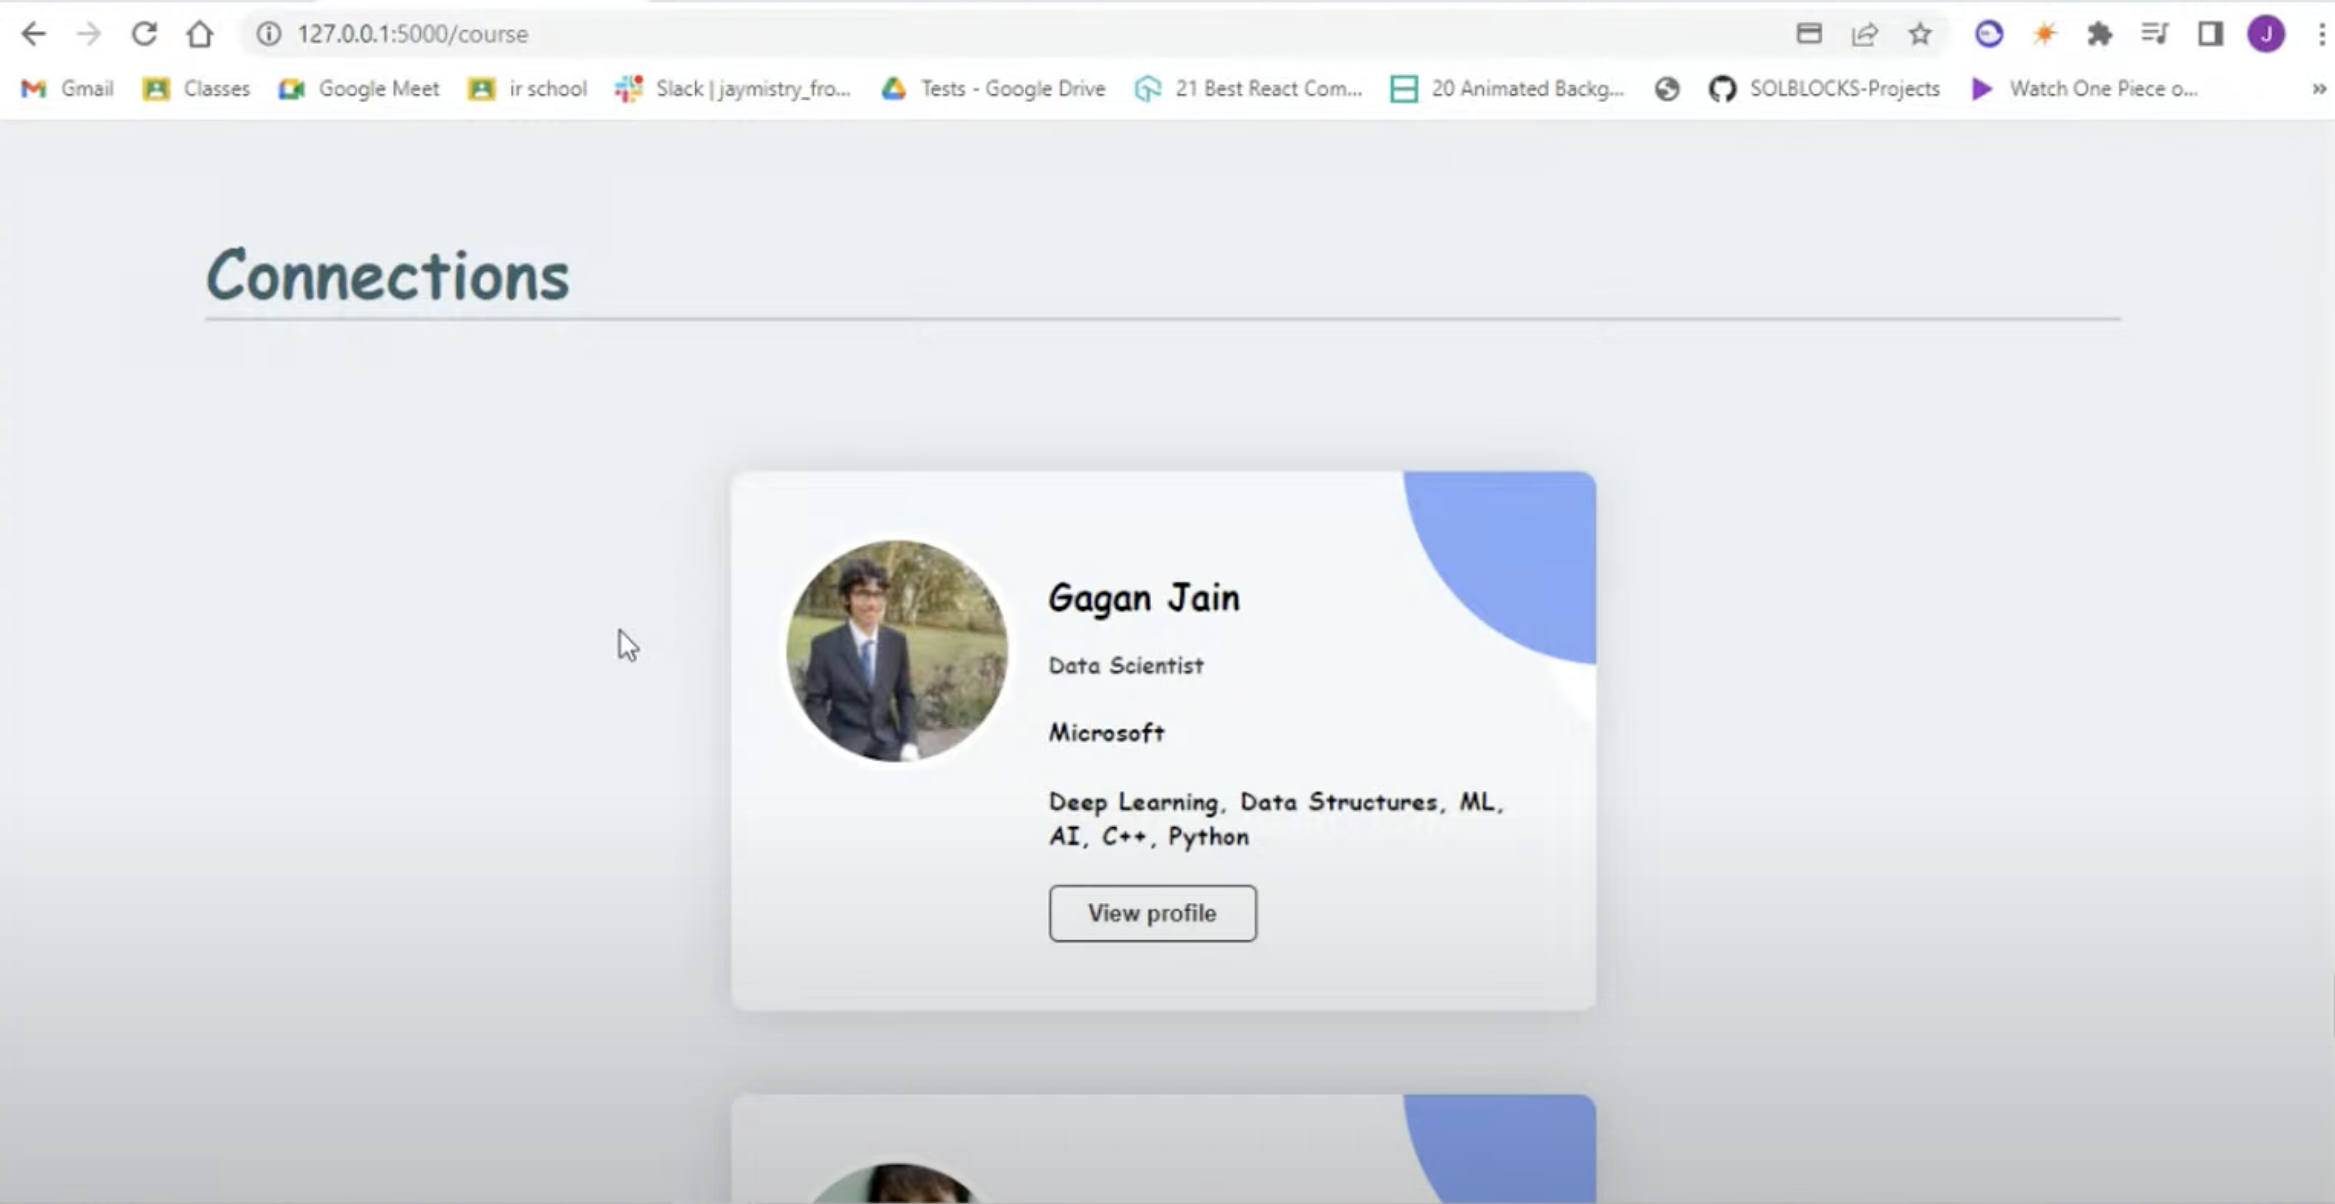 127.0.0.1:5000/course
J
Gmail Classes Google Meet ir school Slack | jaymistry_fro... Tests - Google Drive 21 Best React Com... 20 Animated Backg... SOLBLOCKS-Projects Watch One Piece o... »
Connections
Gagan Jain
Data Scientist
Microsoft
Deep Learning, Data Structures, ML,
AI, C++, Python
View profile